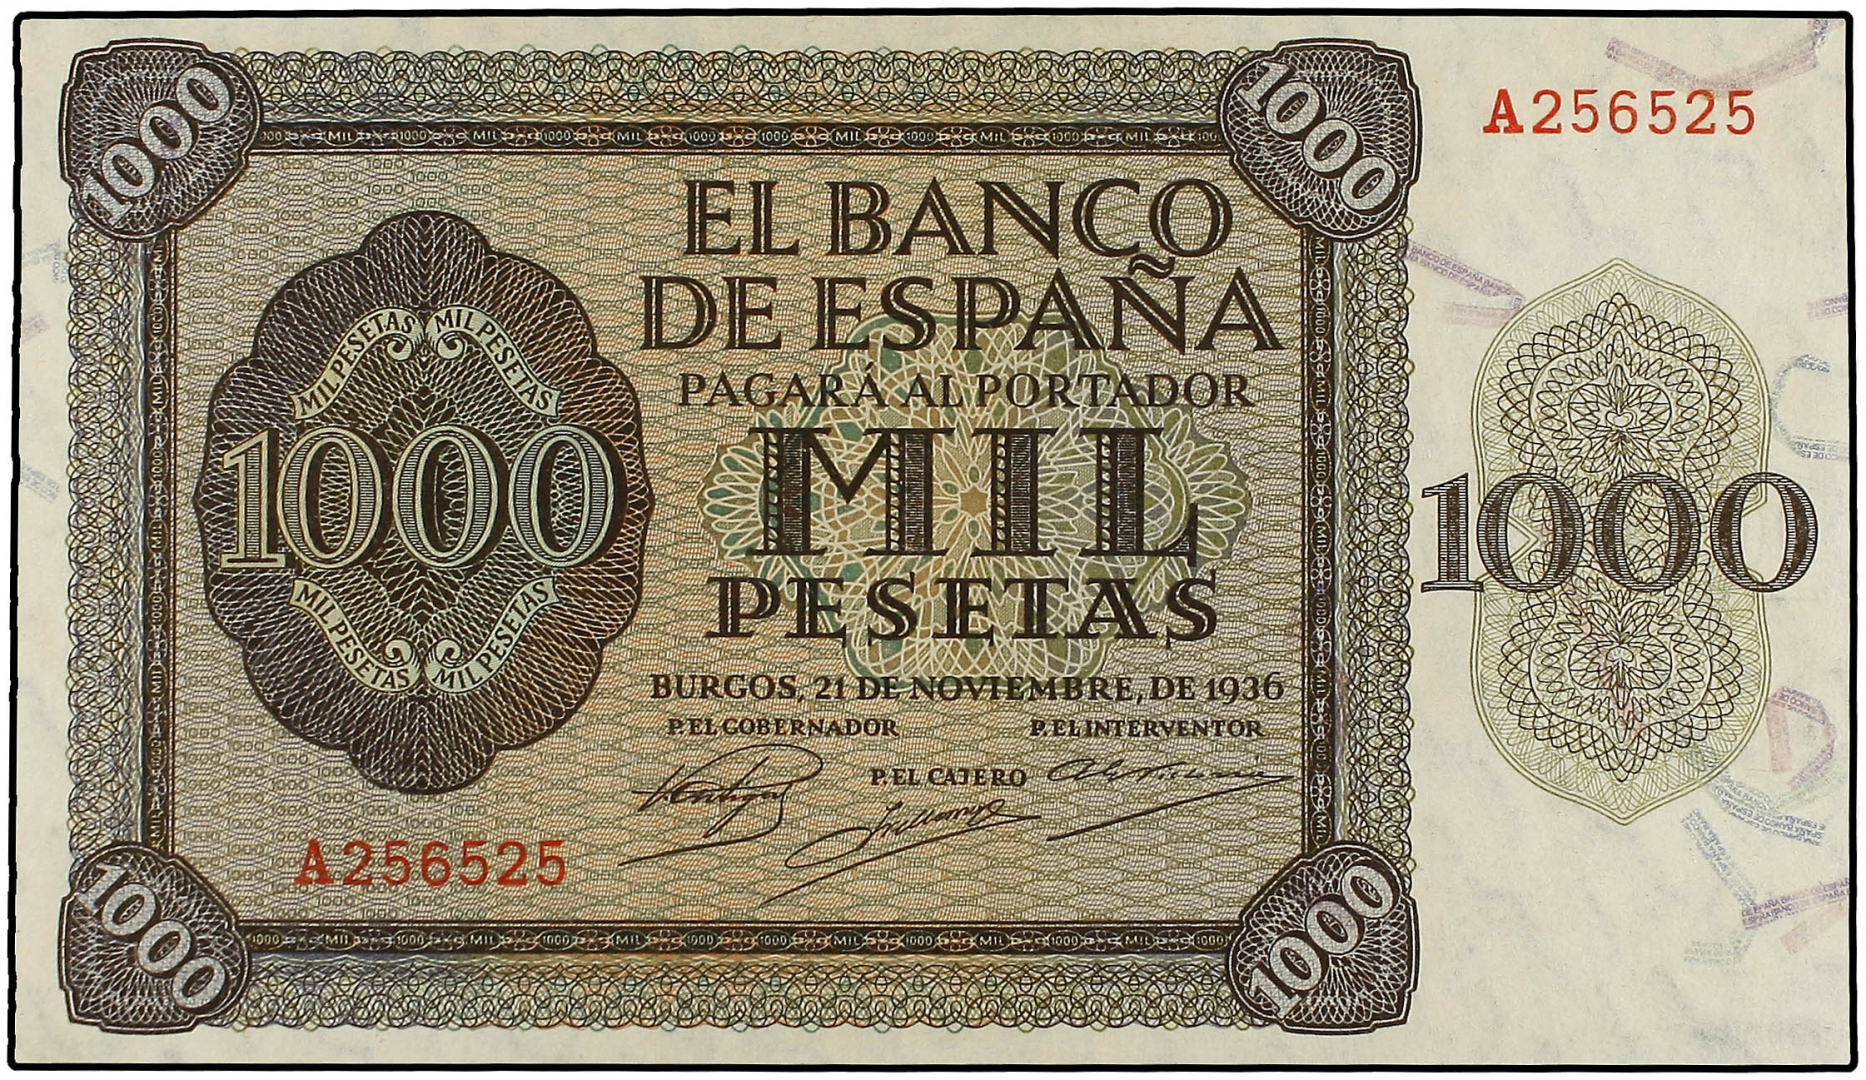 1000
1000
A256525
EL BANCO
DE ESPAÑA
PAGARÁ AL PORTADOR
MIL
PESETAS
MIL PESETAS MIL PESETAS
1000
MIL PESETAS MIL PESETAS
1000
BURGOS, 21 DE NOVIEMBRE, DE 1936
P. EL GOBERNADOR
P. EL INTERVENTOR
P. EL CAJERO
A256525
1000
1000